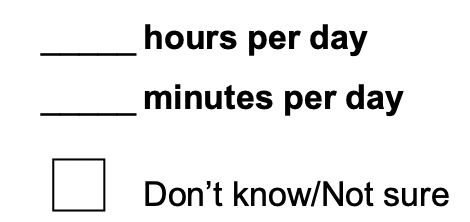 _____ hours per day
_____ minutes per day
Don’t know/Not sure